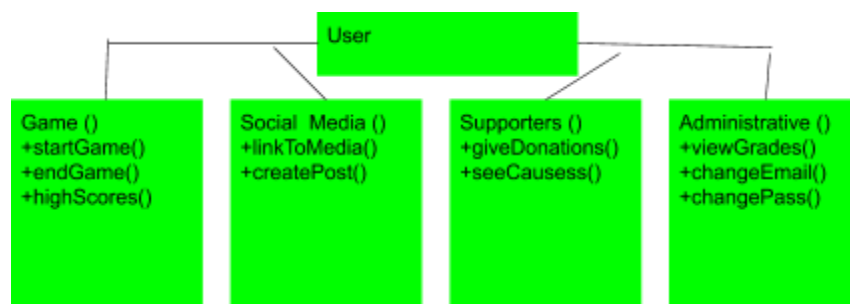 User
Game ()
+startGame()
+endGame()
+highScores()
Social  Media ()
+linkToMedia()
+createPost()
Supporters ()
+giveDonations()
+seeCausess()
Administrative ()
+viewGrades()
+changeEmail()
+changePass()